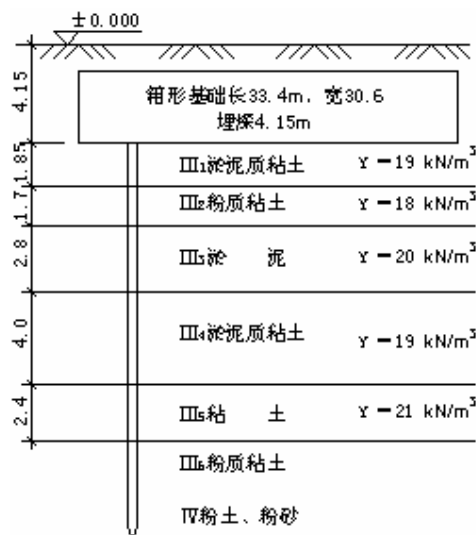 ±0.000
4.15
箱形基础长33.4m，宽30.6
埋深4.15m
1.85
III₁淤泥质粘土 γ=19 kN/m³
1.7
III₂粉质粘土 γ=18 kN/m³
2.8
III₃淤 泥 γ=20 kN/m³
4.0
III₄淤泥质粘土 γ=19 kN/m³
2.4
III₅粘 土 γ=21 kN/m³
III₆粉质粘土
IV粉土、粉砂